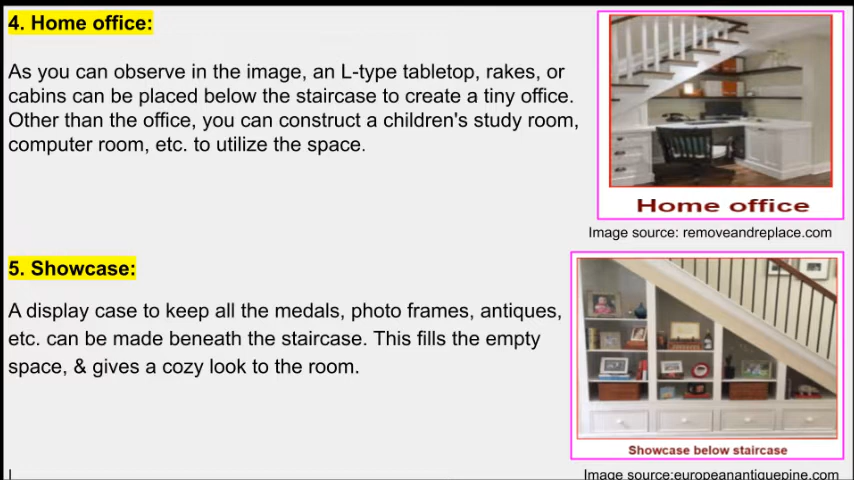 4. Home office:
As you can observe in the image, an L-type tabletop, rakes, or
cabins can be placed below the staircase to create a tiny office.
Other than the office, you can construct a children's study room,
computer room, etc. to utilize the space.
Home office
Image source: removeandreplace.com
5. Showcase:
A display case to keep all the medals, photo frames, antiques,
etc. can be made beneath the staircase. This fills the empty
space, & gives a cozy look to the room.
Showcase below staircase
Image source:europeanantiquepine.com